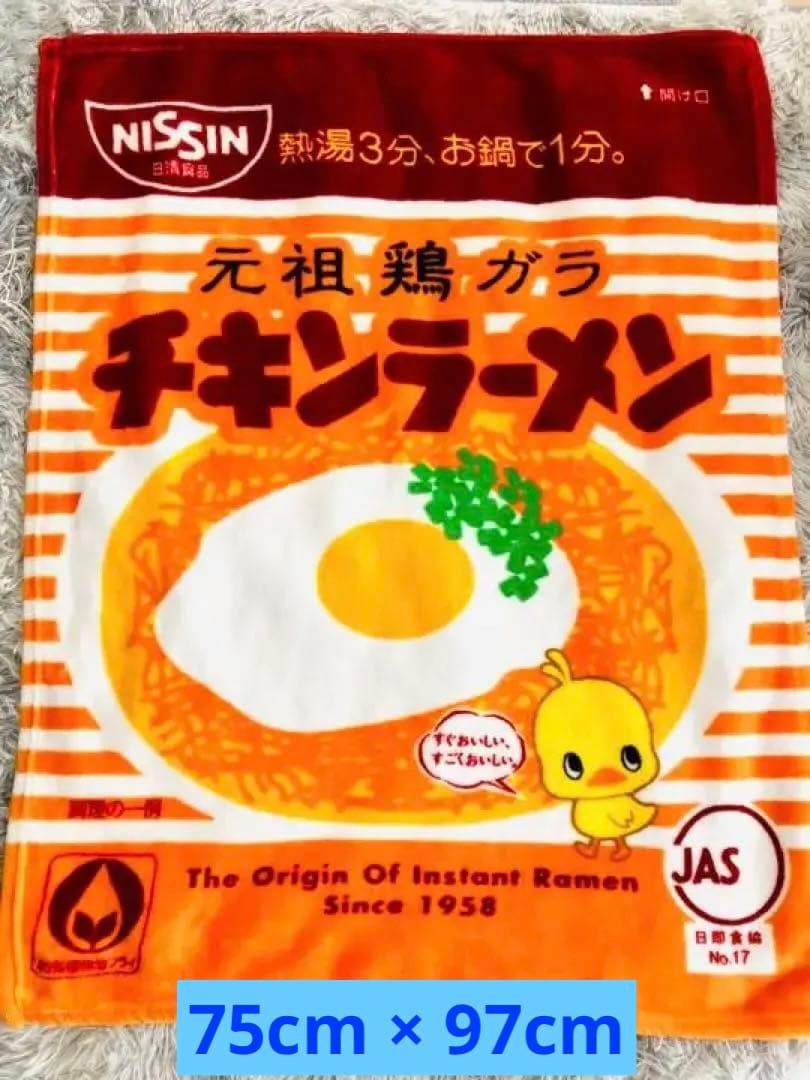 開け口
NISSIN
日清食品
熱湯3分、お鍋で1分。
元祖鶏ガラ
チキンラーメン
すぐおいしい、
すごくおいしい。
調理の一例
The Origin Of Instant Ramen
Since 1958
JAS
日即食協
No.17
75cm × 97cm